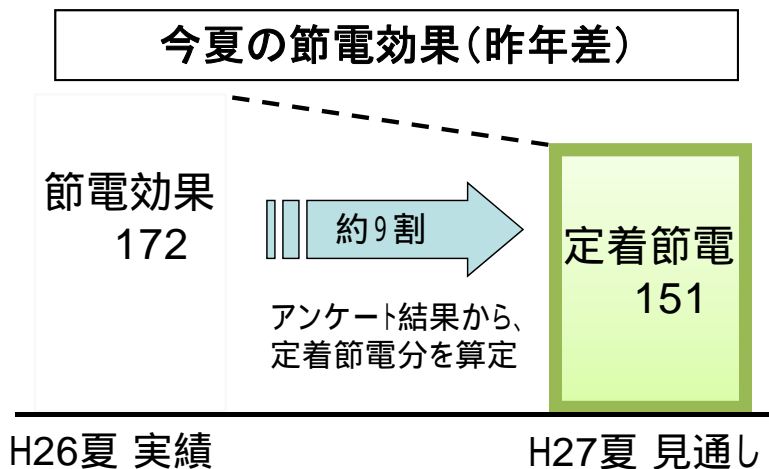 今夏の節電効果(昨年差)
節電効果
172
約9割
定着節電
151
アンケート結果から、
定着節電分を算定
H26夏 実績
H27夏 見通し